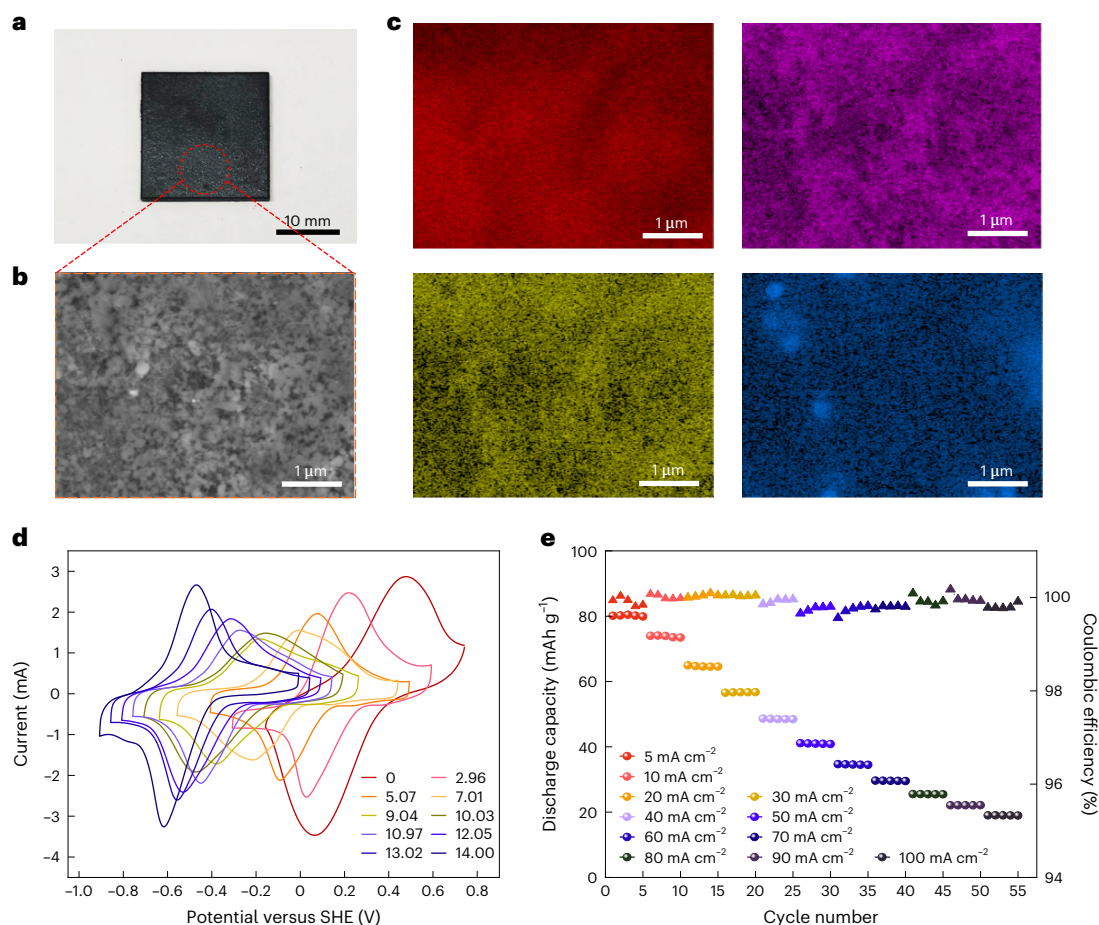 a
10 mm
b
1 μm
c
1 μm
1 μm
1 μm
1 μm
d
Current (mA)
3
2
1
0
−1
−2
−3
−4
0 2.96
5.07 7.01
9.04 10.03
10.97 12.05
13.02 14.00
−1.0 −0.8 −0.6 −0.4 −0.2 0 0.2 0.4 0.6 0.8
Potential versus SHE (V)
e
Discharge capacity (mAh g⁻¹)
100
80
60
40
20
0
5 mA cm⁻²
10 mA cm⁻²
20 mA cm⁻² 30 mA cm⁻²
40 mA cm⁻² 50 mA cm⁻²
60 mA cm⁻² 70 mA cm⁻²
80 mA cm⁻² 90 mA cm⁻² 100 mA cm⁻²
100
98
96
94
Coulombic efficiency (%)
0 5 10 15 20 25 30 35 40 45 50 55
Cycle number